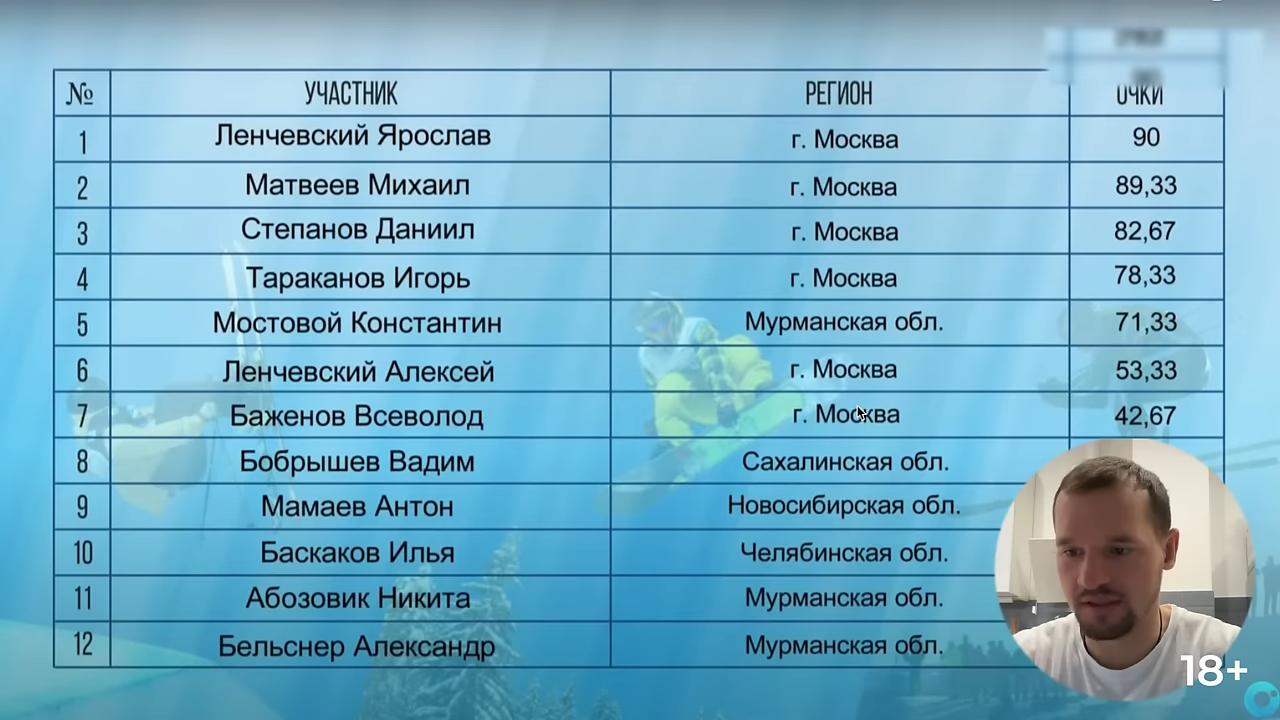 № УЧАСТНИК РЕГИОН ОЧКИ
1 Ленчевский Ярослав г. Москва 90
2 Матвеев Михаил г. Москва 89,33
3 Степанов Даниил г. Москва 82,67
4 Тараканов Игорь г. Москва 78,33
5 Мостовой Константин Мурманская обл. 71,33
6 Ленчевский Алексей г. Москва 53,33
7 Баженов Всеволод г. Москва 42,67
8 Бобрышев Вадим Сахалинская обл.
9 Мамаев Антон Новосибирская обл.
10 Баскаков Илья Челябинская обл.
11 Абозовик Никита Мурманская обл.
12 Бельснер Александр Мурманская обл.
18+